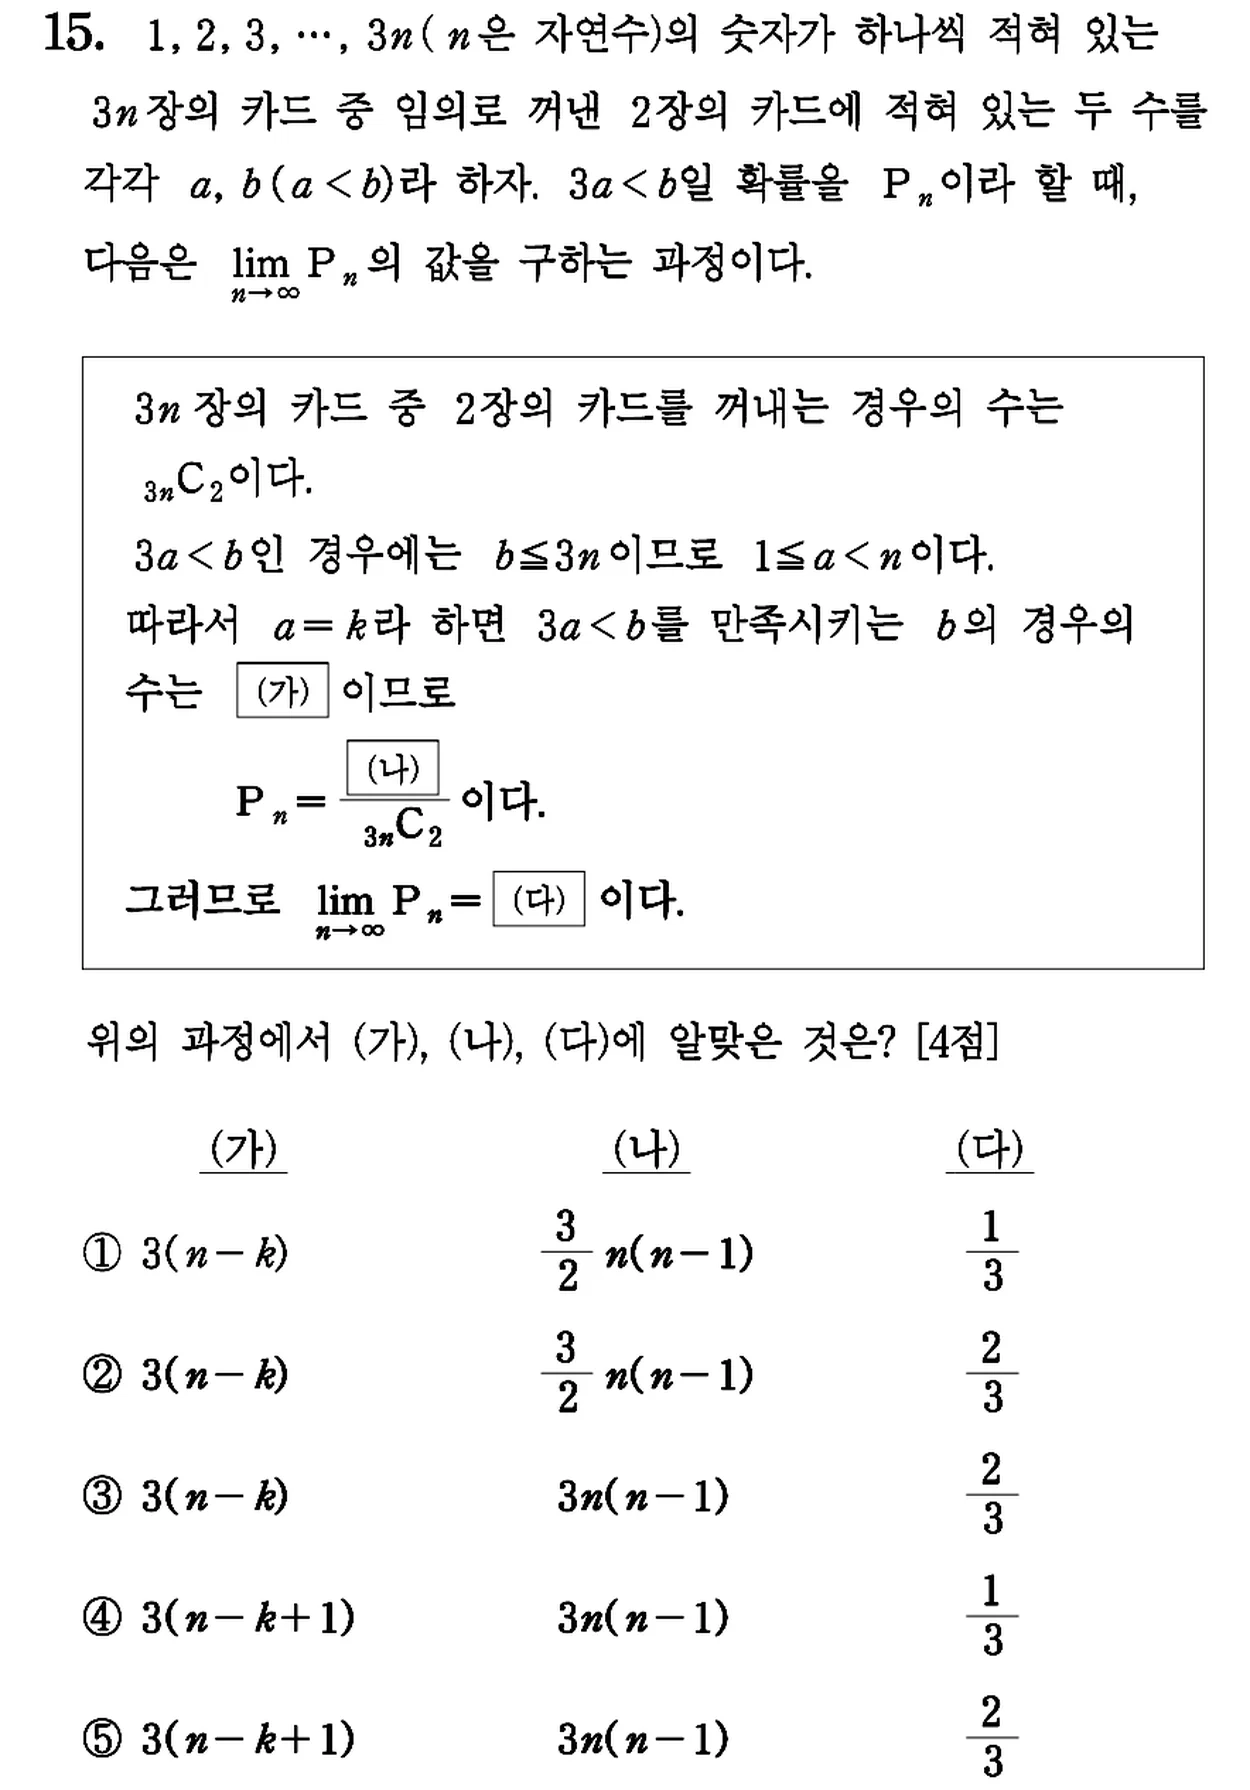 15. 1, 2, 3, ⋯, 3n(n은 자연수)의 숫자가 하나씩 적혀 있는
3n장의 카드 중 임의로 꺼낸 2장의 카드에 적혀 있는 두 수를
각각 a, b(a<b)라 하자. 3a<b일 확률을 Pₙ이라 할 때,
다음은 lim Pₙ의 값을 구하는 과정이다.
n→∞
3n장의 카드 중 2장의 카드를 꺼내는 경우의 수는
₃ₙC₂이다.
3a<b인 경우에는 b≦3n이므로 1≦a<n이다.
따라서 a=k라 하면 3a<b를 만족시키는 b의 경우의
수는 (가) 이므로
Pₙ= (나) / ₃ₙC₂ 이다.
그러므로 lim Pₙ= (다) 이다.
n→∞
위의 과정에서 (가), (나), (다)에 알맞은 것은? [4점]
(가) (나) (다)
① 3(n-k) 3/2 n(n-1) 1/3
② 3(n-k) 3/2 n(n-1) 2/3
③ 3(n-k) 3n(n-1) 2/3
④ 3(n-k+1) 3n(n-1) 1/3
⑤ 3(n-k+1) 3n(n-1) 2/3